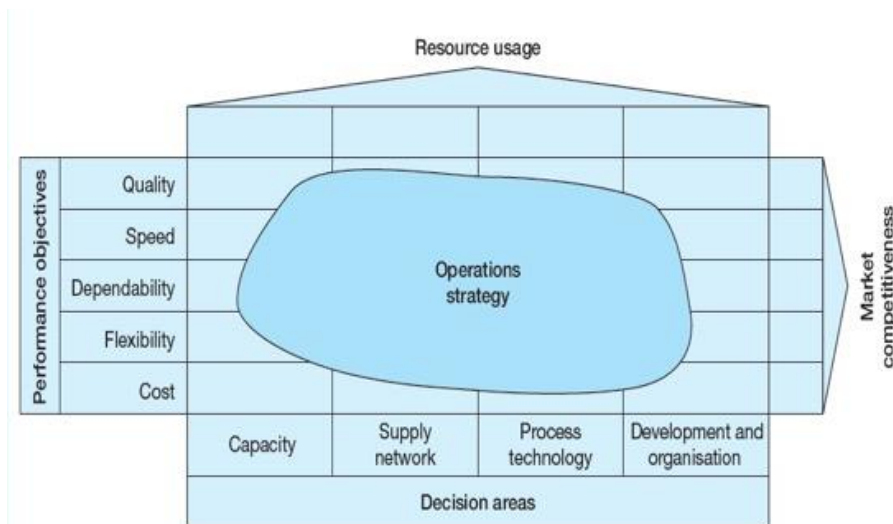 Resource usage
Performance objectives
Quality
Speed
Dependability
Flexibility
Cost
Operations
strategy
Market
competitiveness
Capacity
Supply
network
Process
technology
Development and
organisation
Decision areas